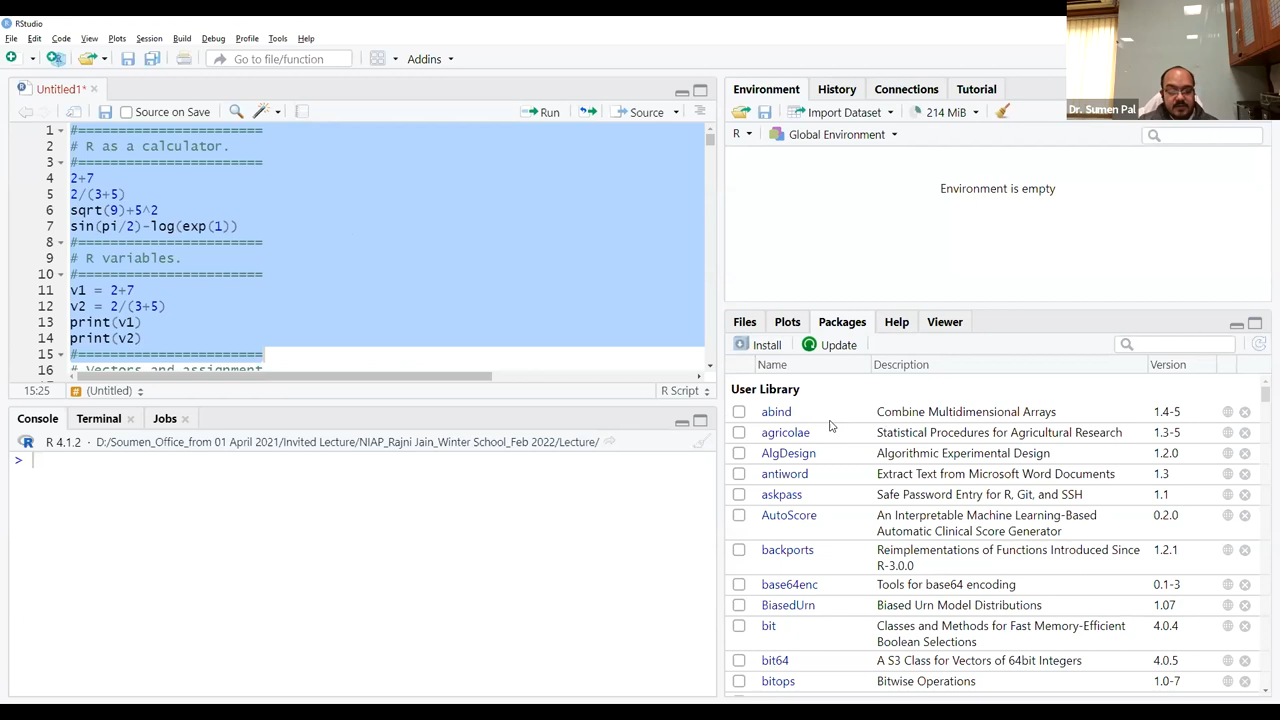 RStudio
File Edit Code View Plots Session Build Debug Profile Tools Help
Go to file/function Addins
Untitled1*
Source on Save Run Source
1 #========================
2 # R as a calculator.
3 #========================
4 2+7
5 2/(3+5)
6 sqrt(9)+5^2
7 sin(pi/2)-log(exp(1))
8 #========================
9 # R variables.
10 #========================
11 v1 = 2+7
12 v2 = 2/(3+5)
13 print(v1)
14 print(v2)
15 #========================
16 # Vectors and assignment
15:25 # (Untitled) R Script
Console Terminal Jobs
R 4.1.2 · D:/Soumen_Office_from 01 April 2021/Invited Lecture/NIAP_Rajni Jain_Winter School_Feb 2022/Lecture/
>
Environment History Connections Tutorial
Import Dataset 214 MiB
R Global Environment
Environment is empty
Files Plots Packages Help Viewer
Install Update
Name Description Version
User Library
abind Combine Multidimensional Arrays 1.4-5
agricolae Statistical Procedures for Agricultural Research 1.3-5
AlgDesign Algorithmic Experimental Design 1.2.0
antiword Extract Text from Microsoft Word Documents 1.3
askpass Safe Password Entry for R, Git, and SSH 1.1
AutoScore An Interpretable Machine Learning-Based 0.2.0
Automatic Clinical Score Generator
backports Reimplementations of Functions Introduced Since 1.2.1
R-3.0.0
base64enc Tools for base64 encoding 0.1-3
BiasedUrn Biased Urn Model Distributions 1.07
bit Classes and Methods for Fast Memory-Efficient 4.0.4
Boolean Selections
bit64 A S3 Class for Vectors of 64bit Integers 4.0.5
bitops Bitwise Operations 1.0-7
Dr. Sumen Pal